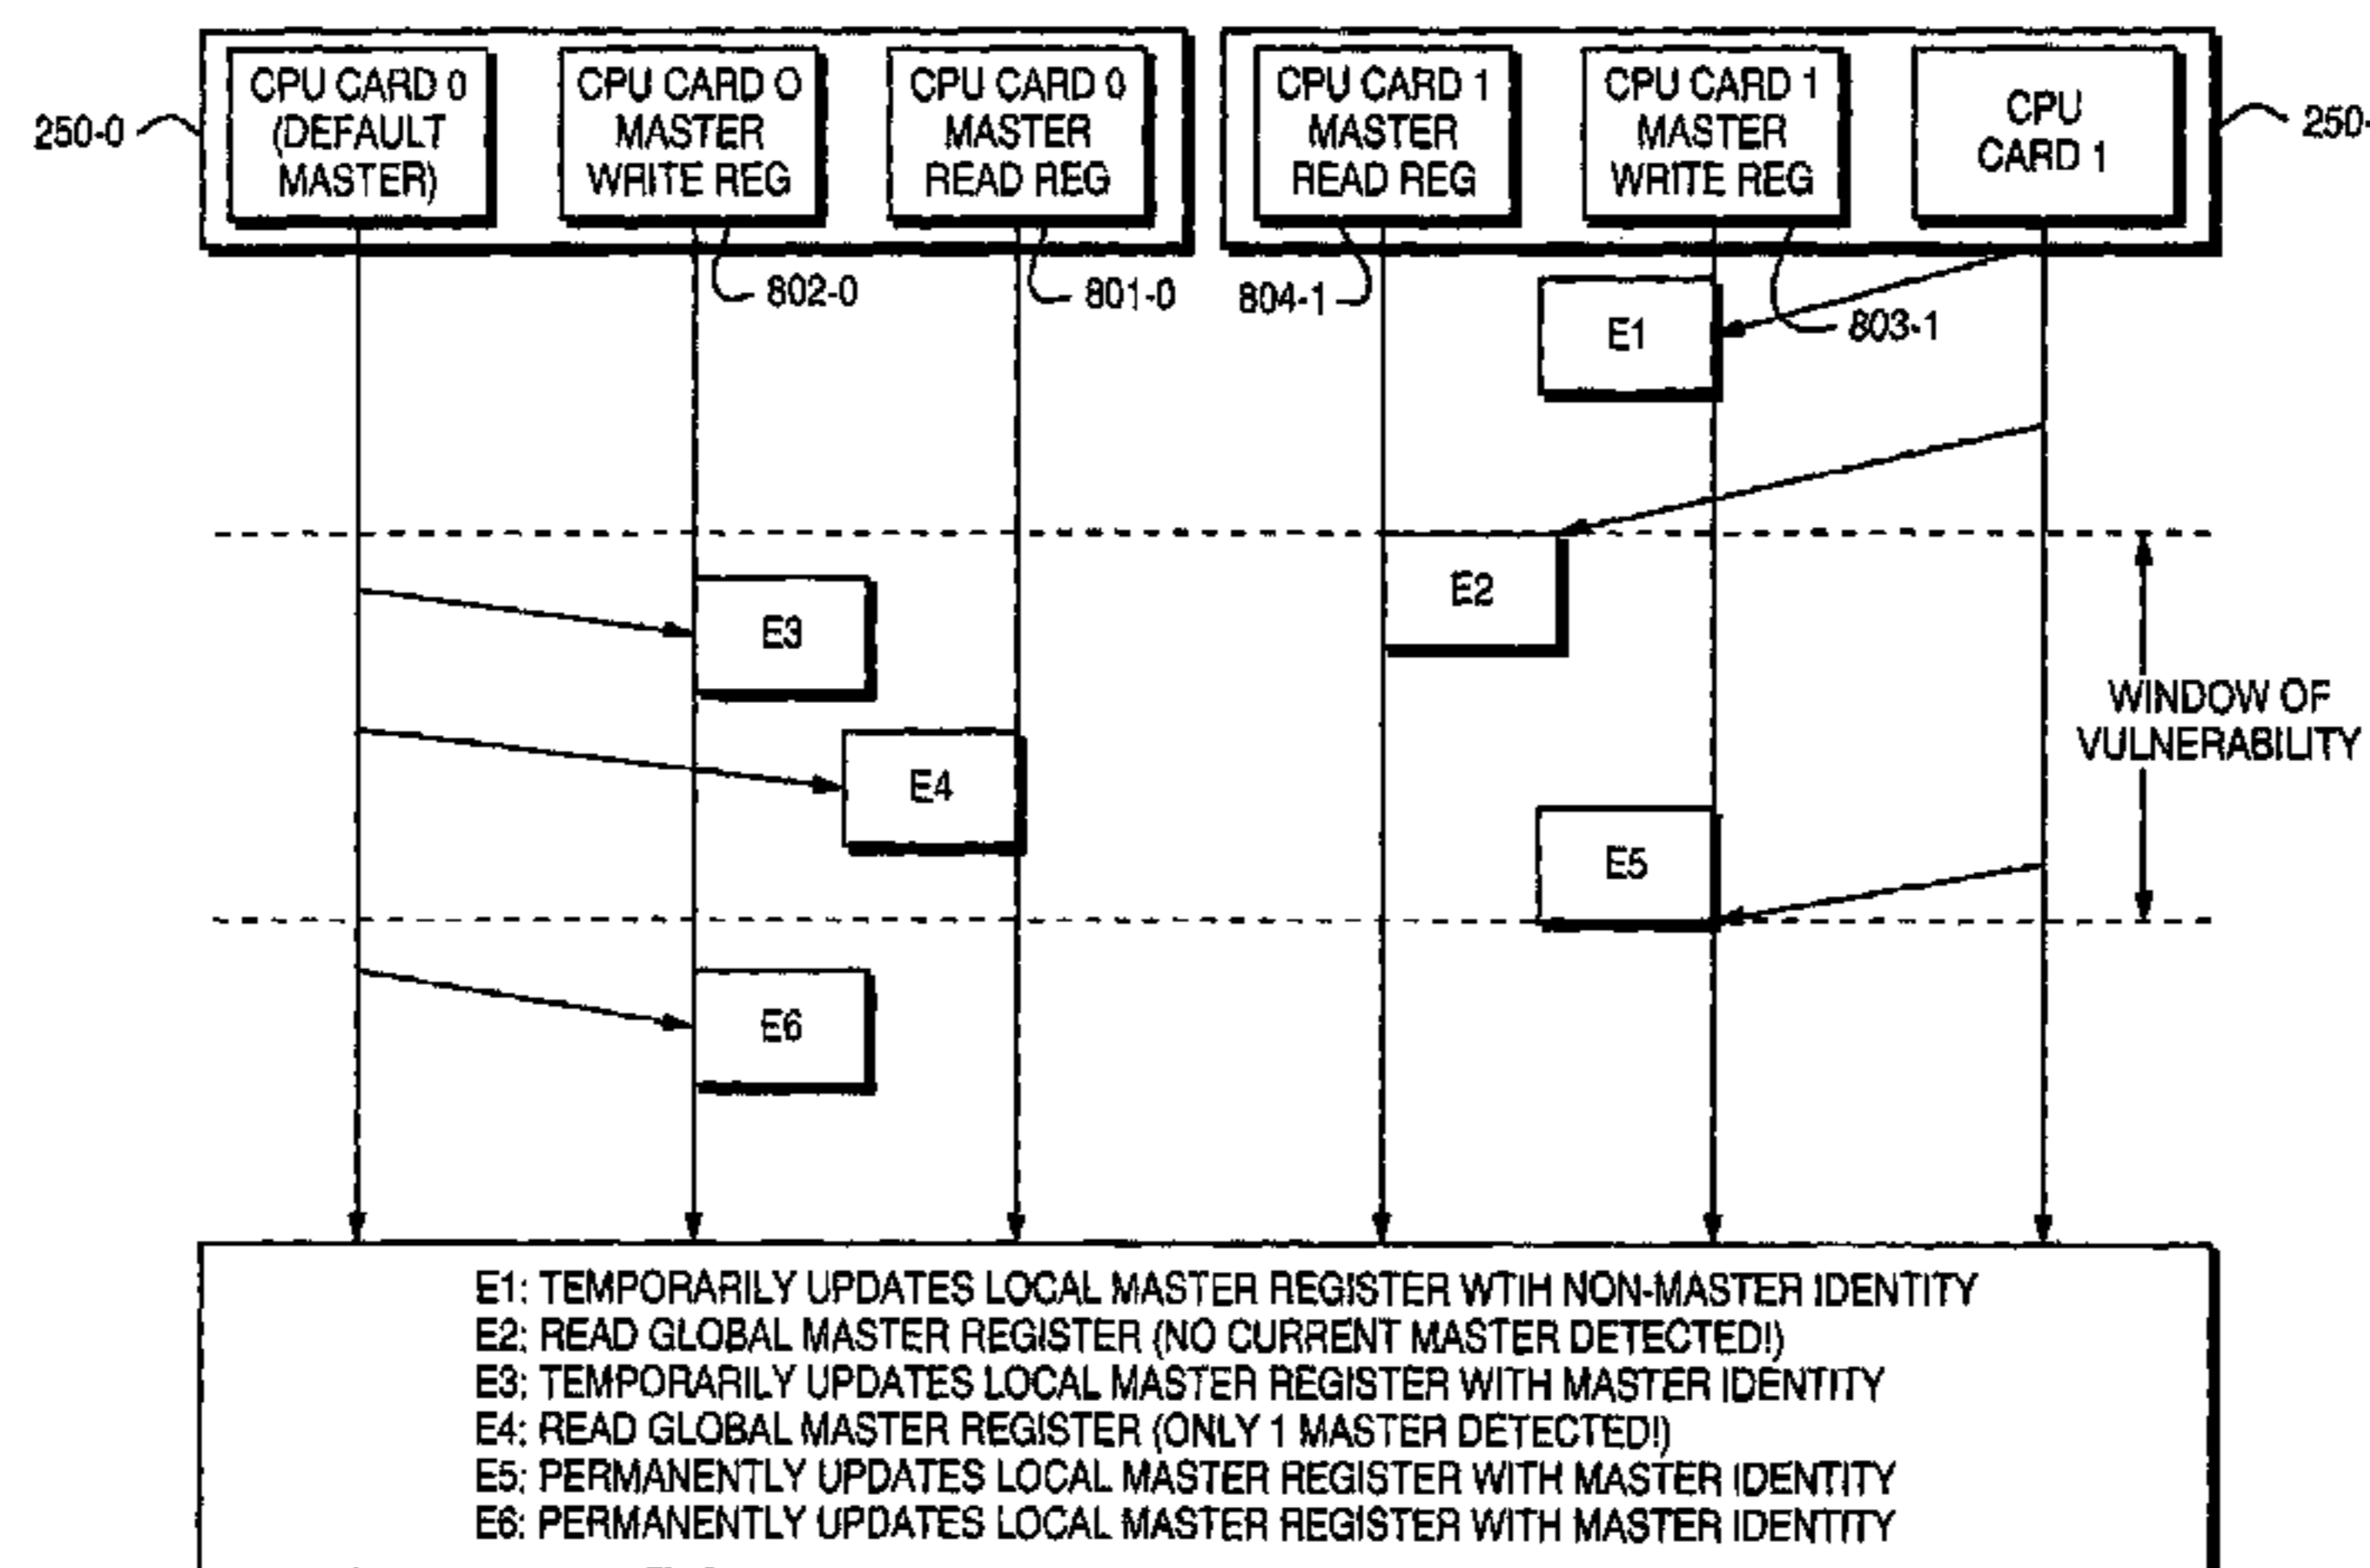 CPU CARD 0
(DEFAULT
MASTER)
CPU CARD O
MASTER
WRITE REG
CPU CARD 0
MASTER
READ REG
CPU CARD 1
MASTER
READ REG
CPU CARD 1
MASTER
WRITE REG
CPU
CARD 1
250-0
250-
802-0
801-0
804-1
803-1
E1
E2
E3
E4
E5
E6
WINDOW OF
VULNERABILITY
E1: TEMPORARILY UPDATES LOCAL MASTER REGISTER WTIH NON-MASTER IDENTITY
E2: READ GLOBAL MASTER REGISTER (NO CURRENT MASTER DETECTED!)
E3: TEMPORARILY UPDATES LOCAL MASTER REGISTER WITH MASTER IDENTITY
E4: READ GLOBAL MASTER REGISTER (ONLY 1 MASTER DETECTED!)
E5: PERMANENTLY UPDATES LOCAL MASTER REGISTER WITH MASTER IDENTITY
E6: PERMANENTLY UPDATES LOCAL MASTER REGISTER WITH MASTER IDENTITY